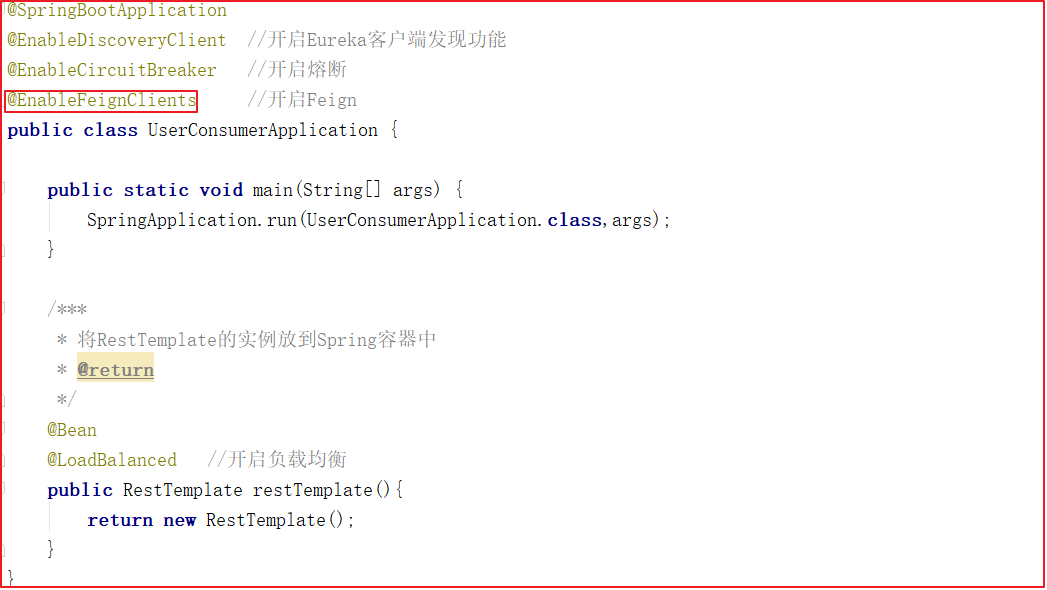 @SpringBootApplication
@EnableDiscoveryClient  //开启Eureka客户端发现功能
@EnableCircuitBreaker   //开启熔断
@EnableFeignClients     //开启Feign
public class UserConsumerApplication {
    public static void main(String[] args) {
        SpringApplication.run(UserConsumerApplication.class,args);
    }
    /***
     * 将RestTemplate的实例放到Spring容器中
     * @return
     */
    @Bean
    @LoadBalanced   //开启负载均衡
    public RestTemplate restTemplate(){
        return new RestTemplate();
    }
}